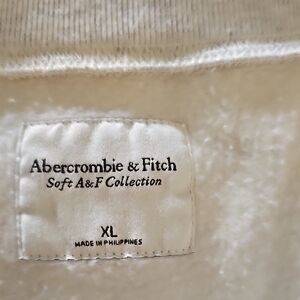 Abercrombie & Fitch
Soft A&F Collection
XL
MADE IN PHILIPPINES